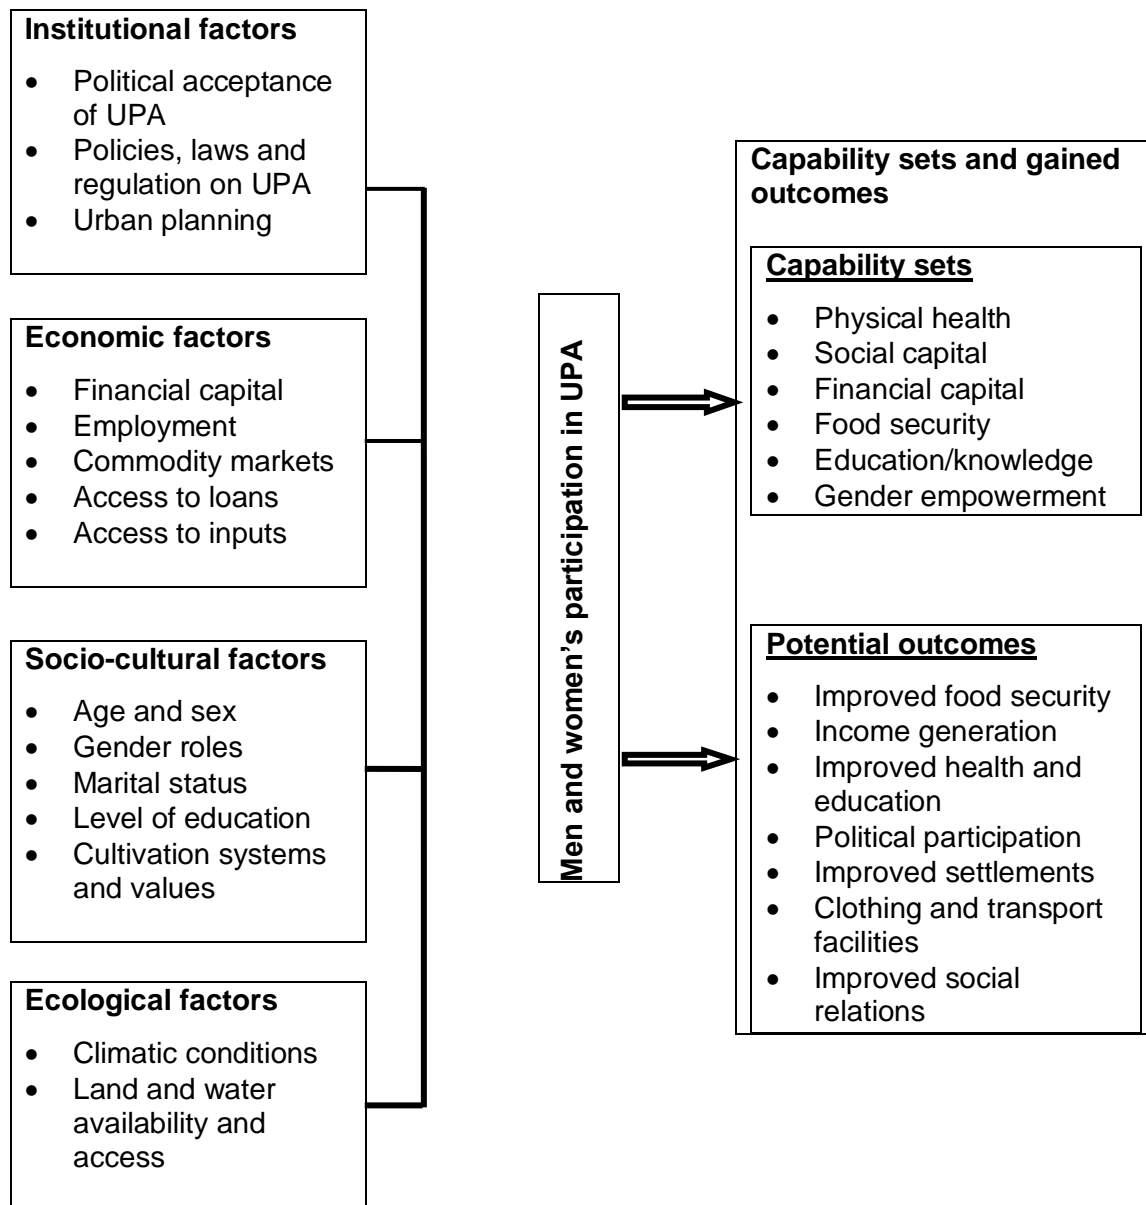 Institutional factors
• Political acceptance
of UPA
• Policies, laws and
regulation on UPA
• Urban planning
Economic factors
• Financial capital
• Employment
• Commodity markets
• Access to loans
• Access to inputs
Socio-cultural factors
• Age and sex
• Gender roles
• Marital status
• Level of education
• Cultivation systems
and values
Ecological factors
• Climatic conditions
• Land and water
availability and
access
Men and women’s participation in UPA
Capability sets and gained
outcomes
Capability sets
• Physical health
• Social capital
• Financial capital
• Food security
• Education/knowledge
• Gender empowerment
Potential outcomes
• Improved food security
• Income generation
• Improved health and
education
• Political participation
• Improved settlements
• Clothing and transport
facilities
• Improved social
relations